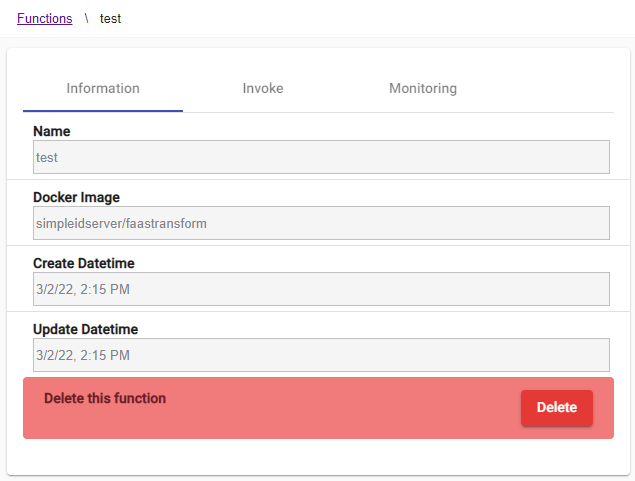 Functions \ test
Information Invoke Monitoring
Name
test
Docker Image
simpleidserver/faastransform
Create Datetime
3/2/22, 2:15 PM
Update Datetime
3/2/22, 2:15 PM
Delete this function Delete